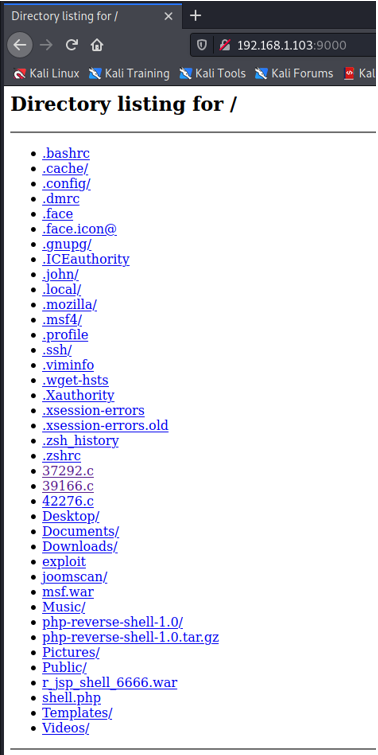 Directory listing for /
192.168.1.103:9000
Kali Linux Kali Training Kali Tools Kali Forums Kal
Directory listing for /
.bashrc
.cache/
.config/
.dmrc
.face
.face.icon@
.gnupg/
.ICEauthority
.john/
.local/
.mozilla/
.msf4/
.profile
.ssh/
.viminfo
.wget-hsts
.Xauthority
.xsession-errors
.xsession-errors.old
.zsh_history
.zshrc
37292.c
39166.c
42276.c
Desktop/
Documents/
Downloads/
exploit
joomscan/
msf.war
Music/
php-reverse-shell-1.0/
php-reverse-shell-1.0.tar.gz
Pictures/
Public/
r_jsp_shell_6666.war
shell.php
Templates/
Videos/